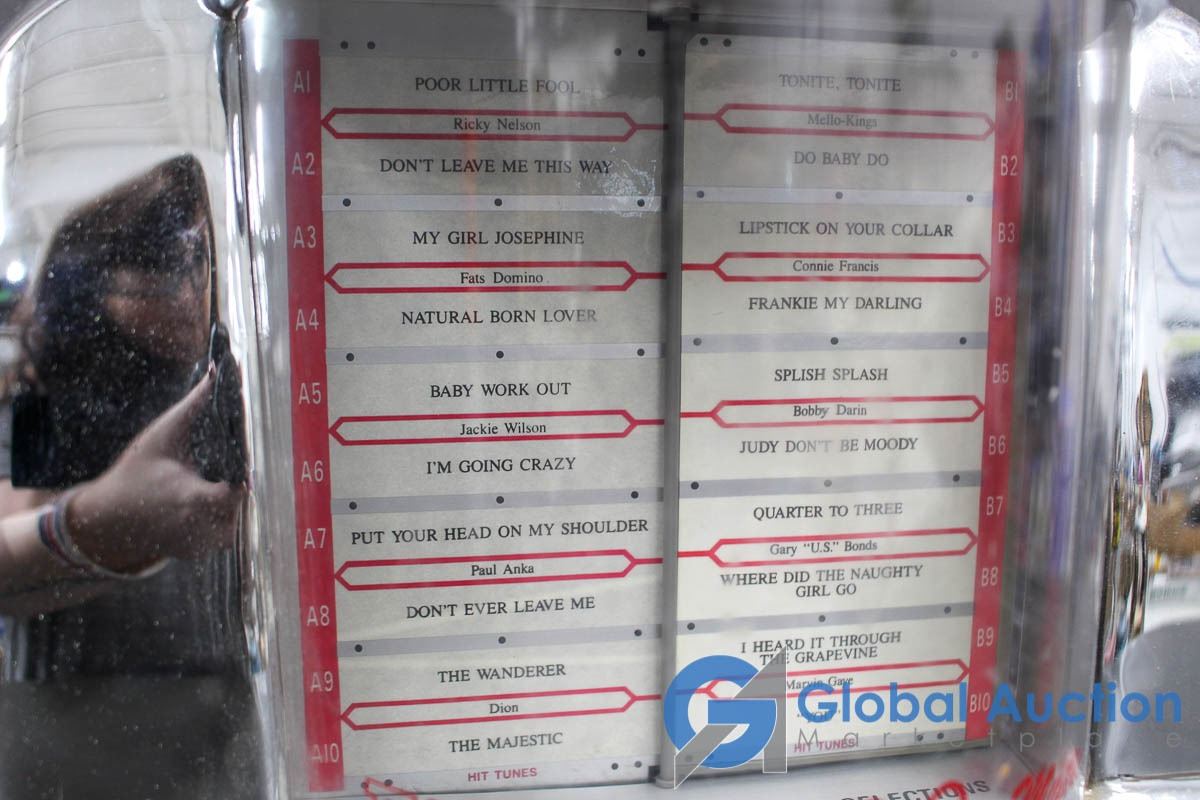 A1
POOR LITTLE FOOL
Ricky Nelson
A2
DON'T LEAVE ME THIS WAY
A3
MY GIRL JOSEPHINE
Fats Domino
A4
NATURAL BORN LOVER
A5
BABY WORK OUT
Jackie Wilson
A6
I'M GOING CRAZY
A7
PUT YOUR HEAD ON MY SHOULDER
Paul Anka
A8
DON'T EVER LEAVE ME
A9
THE WANDERER
Dion
A10
THE MAJESTIC
HIT TUNES
TONITE, TONITE
B1
Mello-Kings
DO BABY DO
B2
LIPSTICK ON YOUR COLLAR
B3
Connie Francis
FRANKIE MY DARLING
B4
SPLISH SPLASH
B5
Bobby Darin
JUDY DON'T BE MOODY
B6
QUARTER TO THREE
B7
Gary "U.S." Bonds
WHERE DID THE NAUGHTY
GIRL GO
B8
I HEARD IT THROUGH
THE GRAPEVINE
B9
Marvin Gaye
B10
HIT TUNES
SELECTIONS
Global Auction
Marketplace